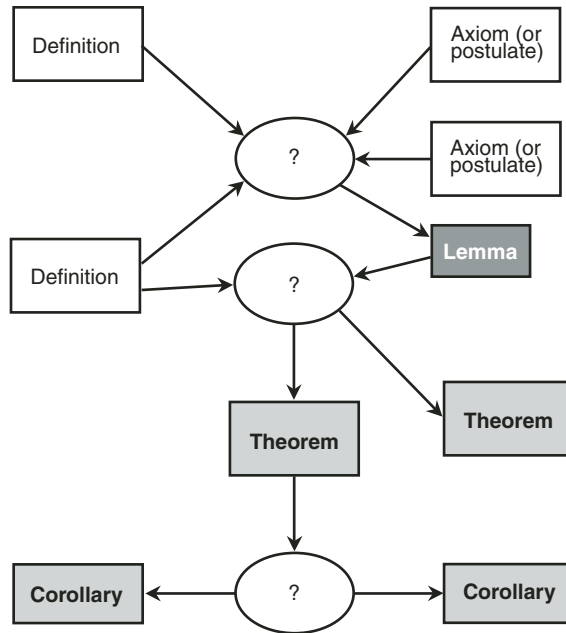 Definition
Axiom (or
postulate)
?
Axiom (or
postulate)
Definition
Lemma
?
Theorem
Theorem
Corollary
?
Corollary